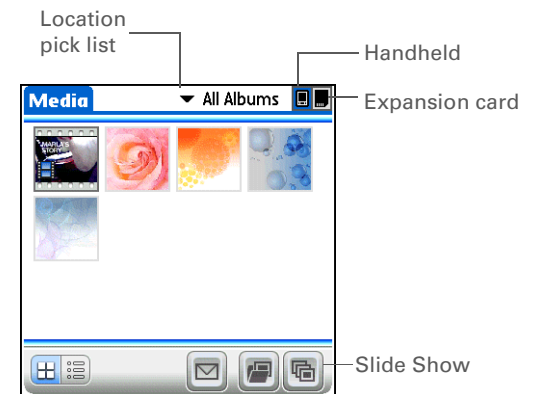 Location
pick list
Handheld
Media
All Albums
Expansion card
MARLA'S
STORY
Slide Show